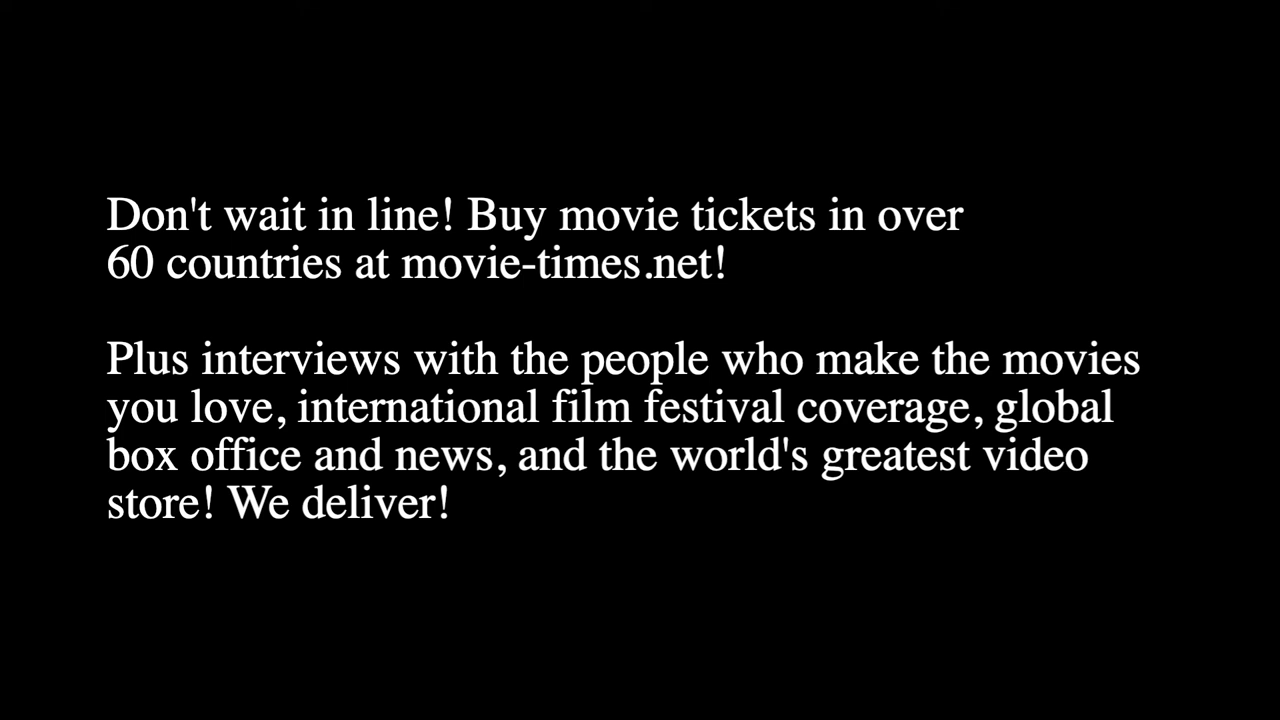 Don't wait in line! Buy movie tickets in over
60 countries at movie-times.net!
Plus interviews with the people who make the movies
you love, international film festival coverage, global
box office and news, and the world's greatest video
store! We deliver!